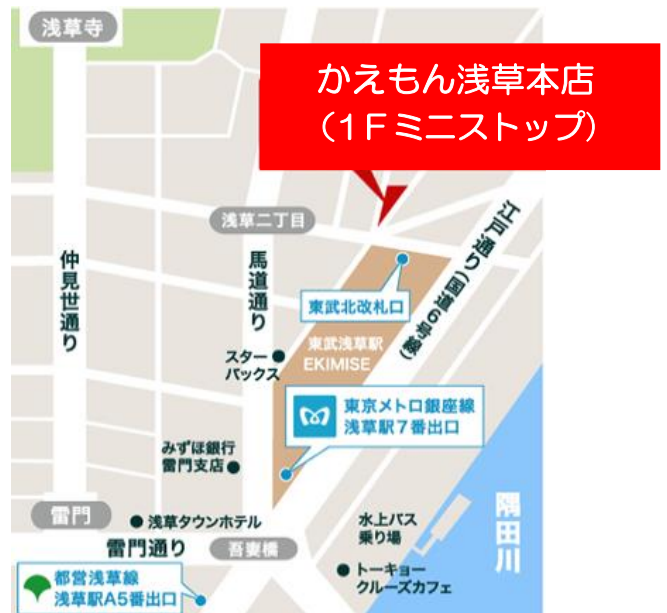 浅草寺
かえもん浅草本店
（1Fミニストップ）
浅草二丁目
江戸通り（国道6号線）
仲見世通り
馬道通り
東武北改札口
東武浅草駅
EKIMISE
スター
バックス
東京メトロ銀座線
浅草駅7番出口
みずほ銀行
雷門支店
雷門
浅草タウンホテル
雷門通り
吾妻橋
水上バス
乗り場
隅田川
トーキョー
クルーズカフェ
都営浅草線
浅草駅A5番出口